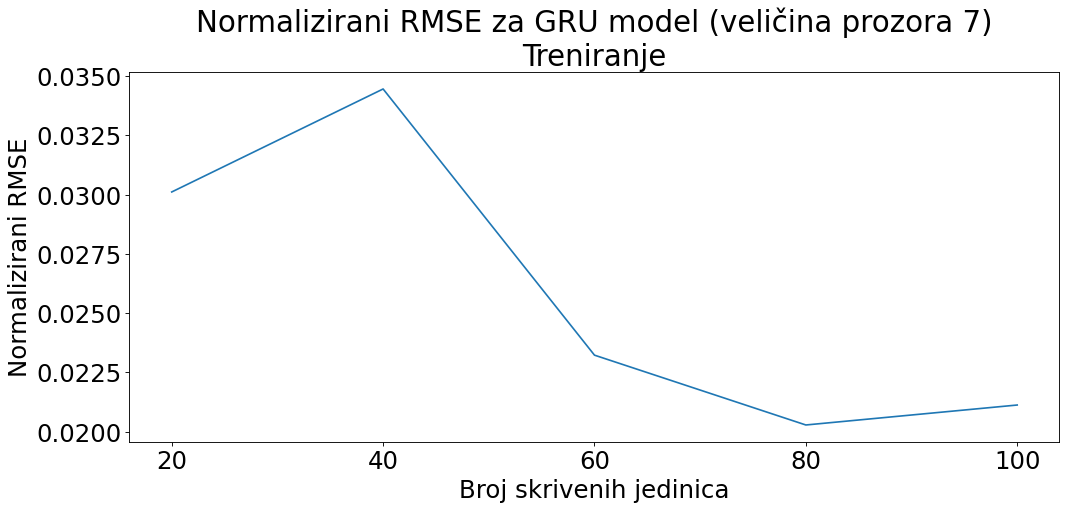 Normalizirani RMSE za GRU model (veličina prozora 7)
Treniranje
0.0350
0.0325
0.0300
0.0275
0.0250
0.0225
0.0200
Normalizirani RMSE
20 40 60 80 100
Broj skrivenih jedinica